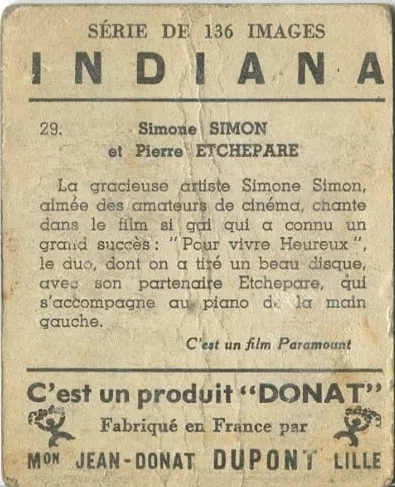 SÉRIE DE 136 IMAGES
INDIANA
29. Simone SIMON
et Pierre ETCHEPARE
La gracieuse artiste Simone Simon,
aimée des amateurs de cinéma, chante
dans le film si gai qui a connu un
grand succès : "Pour vivre Heureux",
le duo, dont on a tiré un beau disque,
avec son partenaire Etchepare, qui
s'accompagne au piano de la main
gauche.
C'est un film Paramount
C'est un produit "DONAT"
Fabriqué en France par
MON JEAN-DONAT DUPONT LILLE